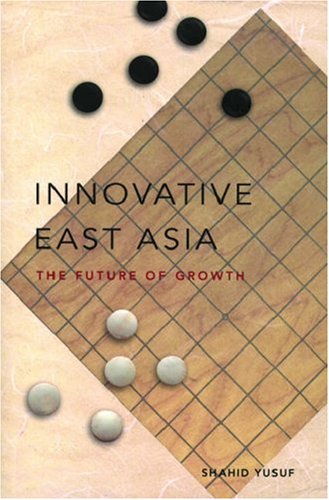 INNOVATIVE
EAST ASIA
THE FUTURE OF GROWTH
SHAHID YUSUF